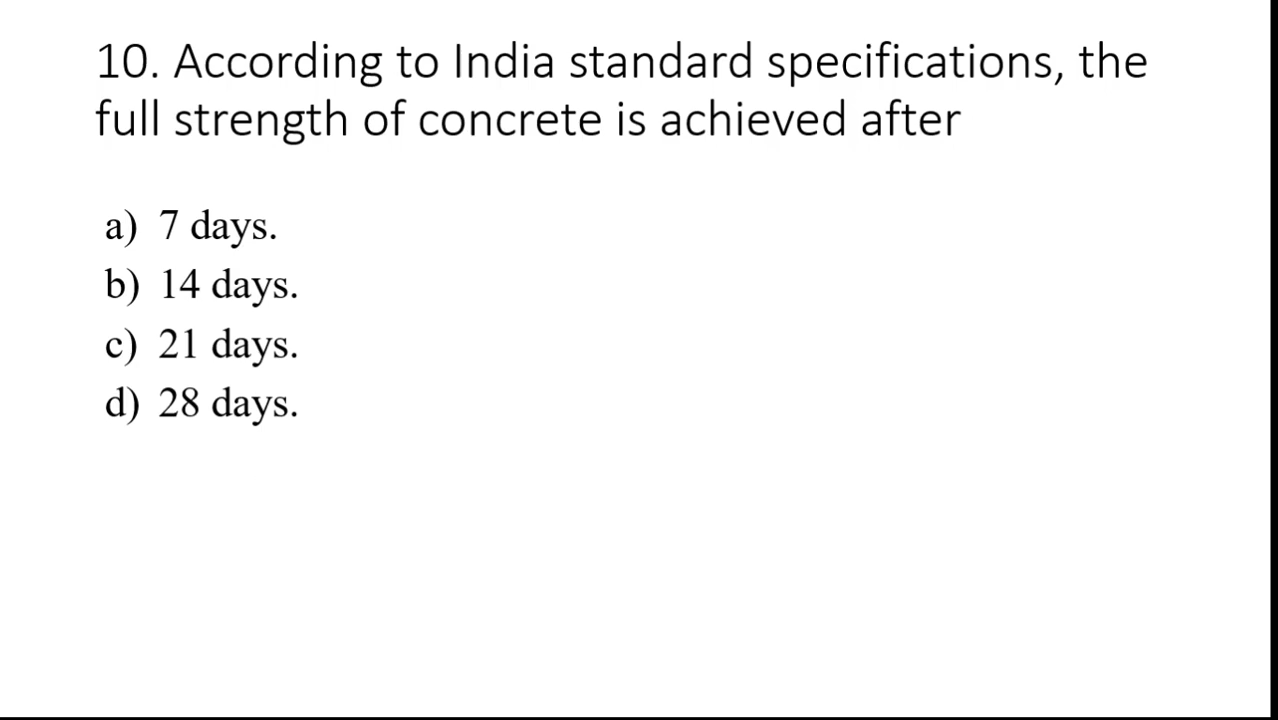 10. According to India standard specifications, the
full strength of concrete is achieved after
a) 7 days.
b) 14 days.
c) 21 days.
d) 28 days.